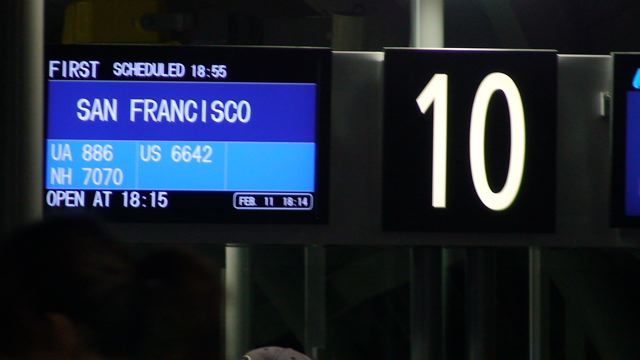 FIRST SCHEDULED 18:55
SAN FRANCISCO
UA 886 US 6642
NH 7070
OPEN AT 18:15 FEB. 11 18:14
10